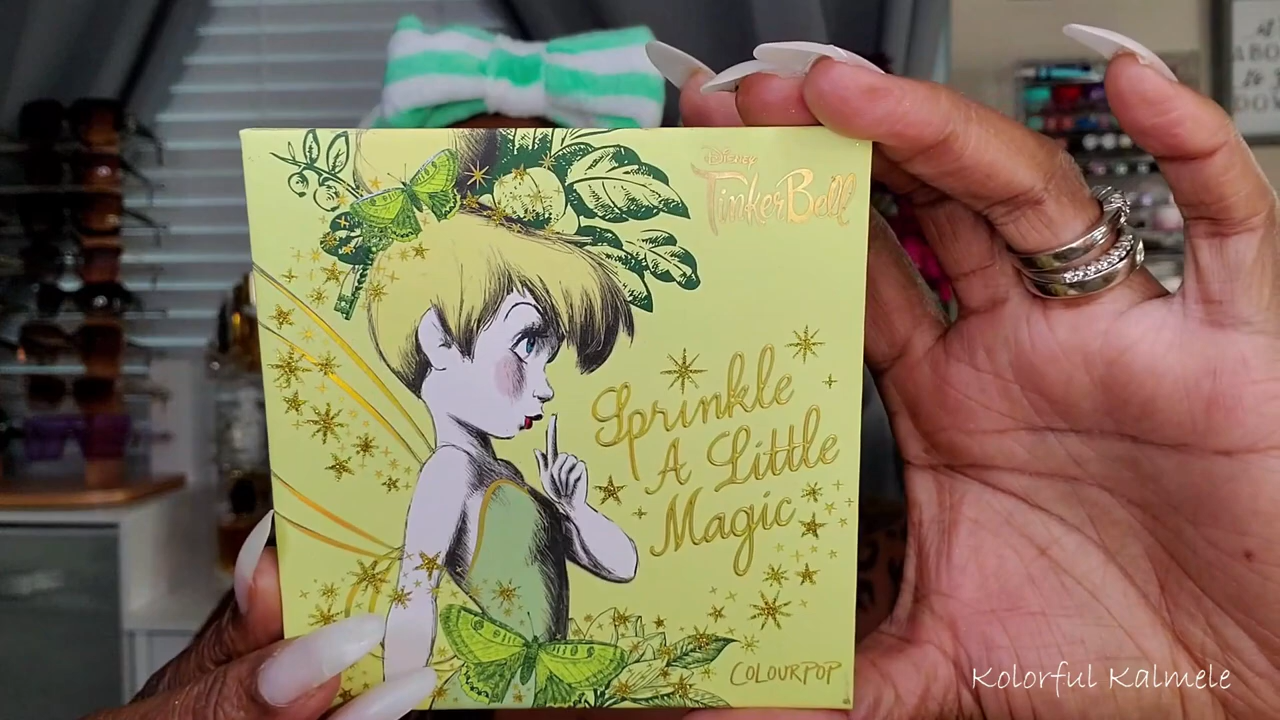 Disney
TinkerBell
Sprinkle
A Little
Magic
COLOURPOP
Kolorful Kalmele